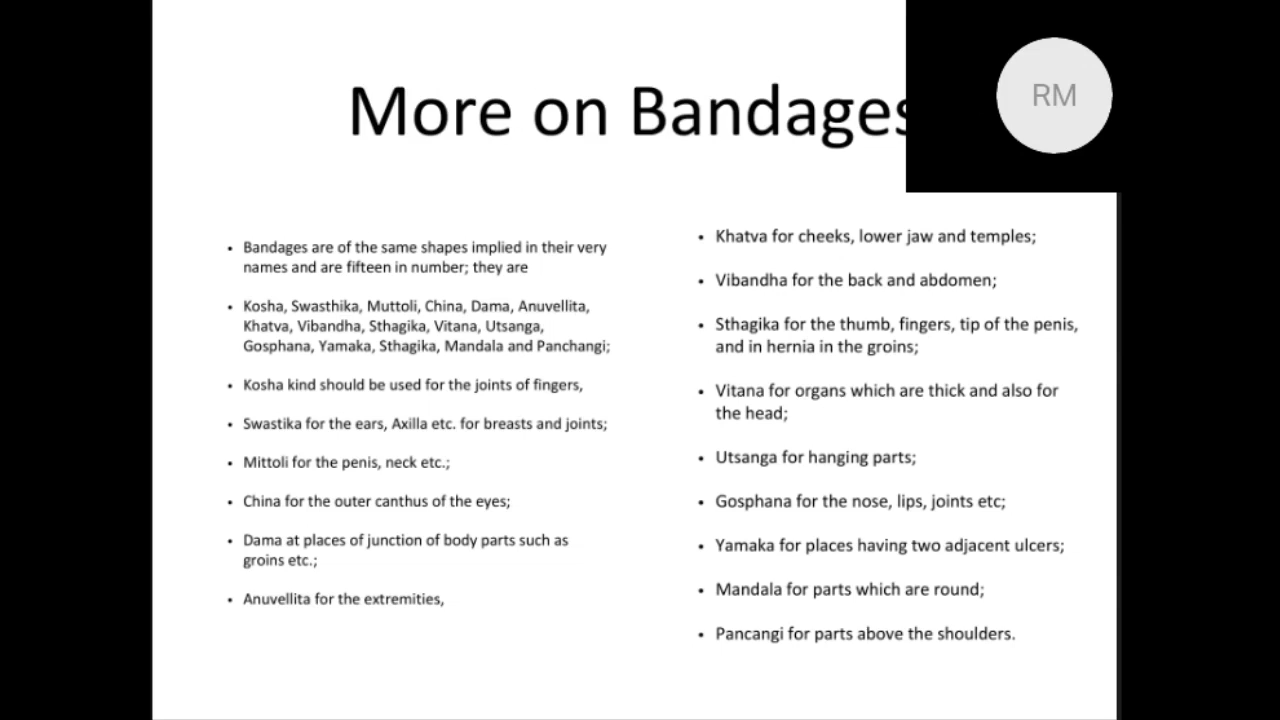 More on Bandages
RM
• Bandages are of the same shapes implied in their very
names and are fifteen in number; they are
• Kosha, Swasthika, Muttoli, China, Dama, Anuvellita,
Khatva, Vibandha, Sthagika, Vitana, Utsanga,
Gosphana, Yamaka, Sthagika, Mandala and Panchangi;
• Kosha kind should be used for the joints of fingers,
• Swastika for the ears, Axilla etc. for breasts and joints;
• Mittoli for the penis, neck etc.;
• China for the outer canthus of the eyes;
• Dama at places of junction of body parts such as
groins etc.;
• Anuvellita for the extremities,
• Khatva for cheeks, lower jaw and temples;
• Vibandha for the back and abdomen;
• Sthagika for the thumb, fingers, tip of the penis,
and in hernia in the groins;
• Vitana for organs which are thick and also for
the head;
• Utsanga for hanging parts;
• Gosphana for the nose, lips, joints etc;
• Yamaka for places having two adjacent ulcers;
• Mandala for parts which are round;
• Pancangi for parts above the shoulders.